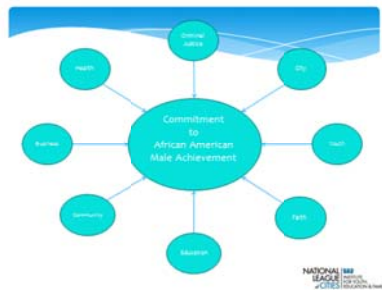 Criminal
Justice
Health
City
Commitment
to
African American
Male Achievement
Business
Youth
Community
Faith
Education
NATIONAL
LEAGUE
of CITIES
INSTITUTE
FOR YOUTH,
EDUCATION & FAMILIES